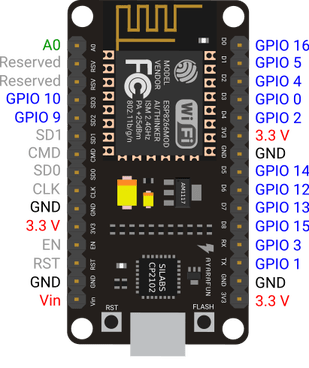 A0
Reserved
Reserved
GPIO 10
GPIO 9
SD1
CMD
SD0
CLK
GND
3.3 V
EN
RST
GND
Vin
A0
RSV
RSV
SD3
SD2
SD1
CMD
SD0
CLK
GND
3V3
EN
RST
GND
Vin
MODEL
VENDOR
ESP8266MOD
AI/THINKER
ISM 2.4GHz
PA +25dBm
802.11b/g/n
FC
Wi Fi
AM1117
AYARAFUN
SILABS
CP2102
RST
FLASH
D0
D1
D2
D3
D4
3V3
GND
D5
D6
D7
D8
RX
TX
GND
3V3
GPIO 16
GPIO 5
GPIO 4
GPIO 0
GPIO 2
3.3 V
GND
GPIO 14
GPIO 12
GPIO 13
GPIO 15
GPIO 3
GPIO 1
GND
3.3 V